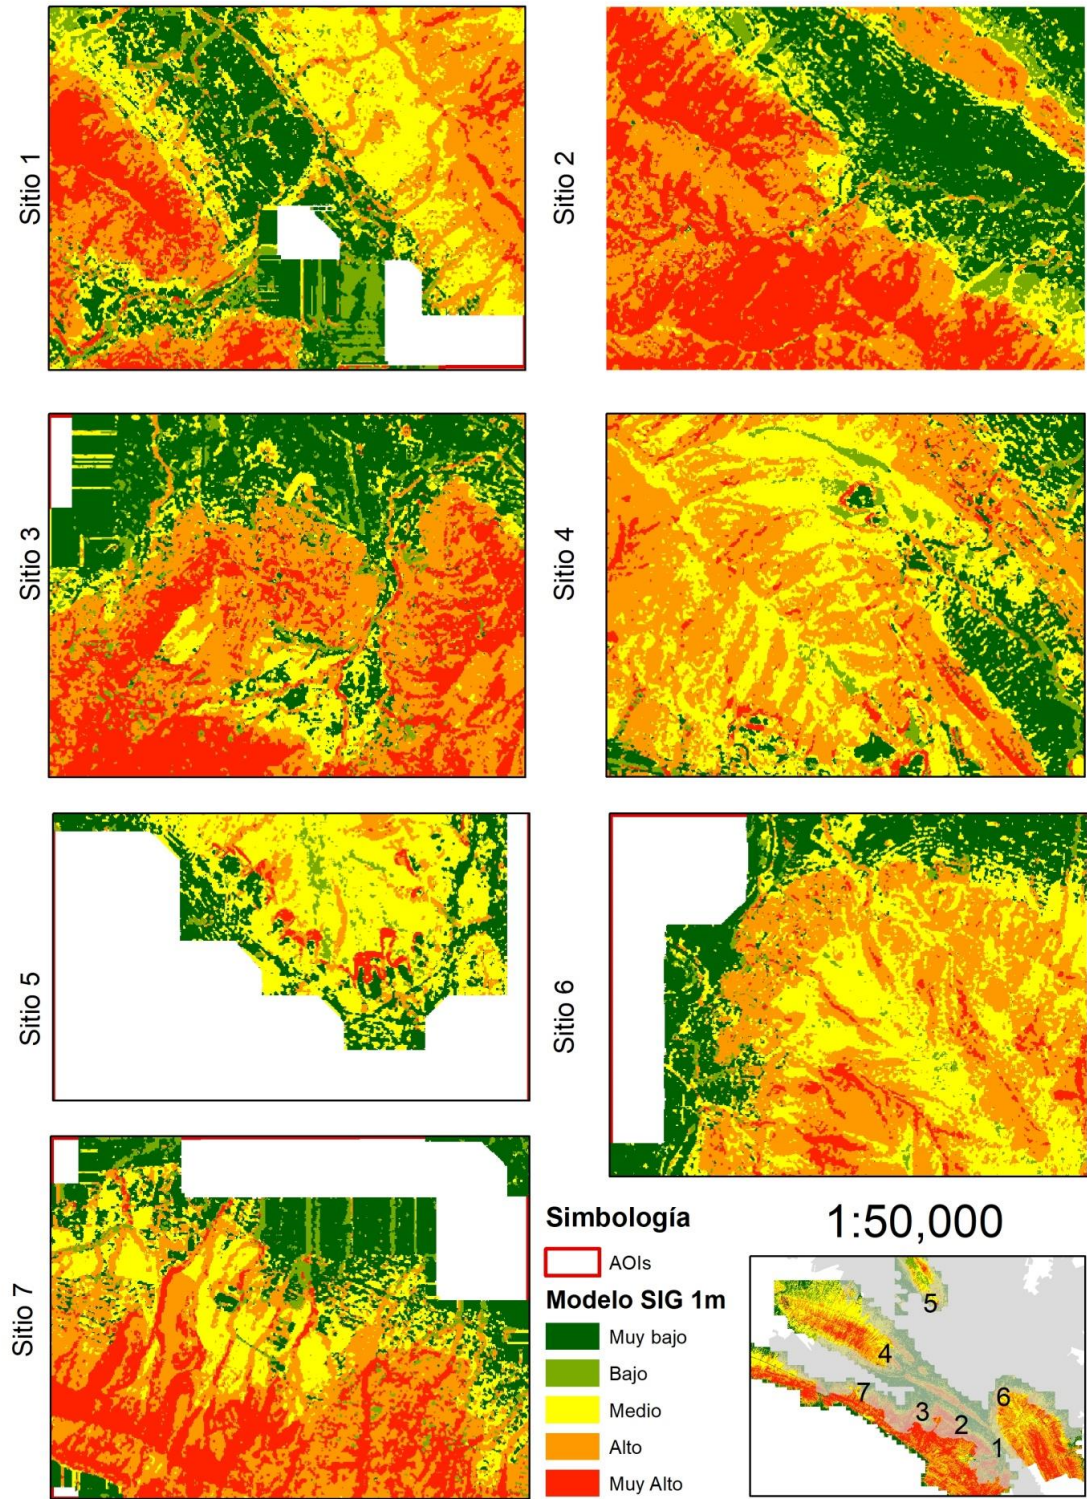 Sitio 1
Sitio 2
Sitio 3
Sitio 4
Sitio 5
Sitio 6
Sitio 7
Simbología
AOIs
Modelo SIG 1m
Muy bajo
Bajo
Medio
Alto
Muy Alto
1:50,000
5
4
7
6
3
2
1